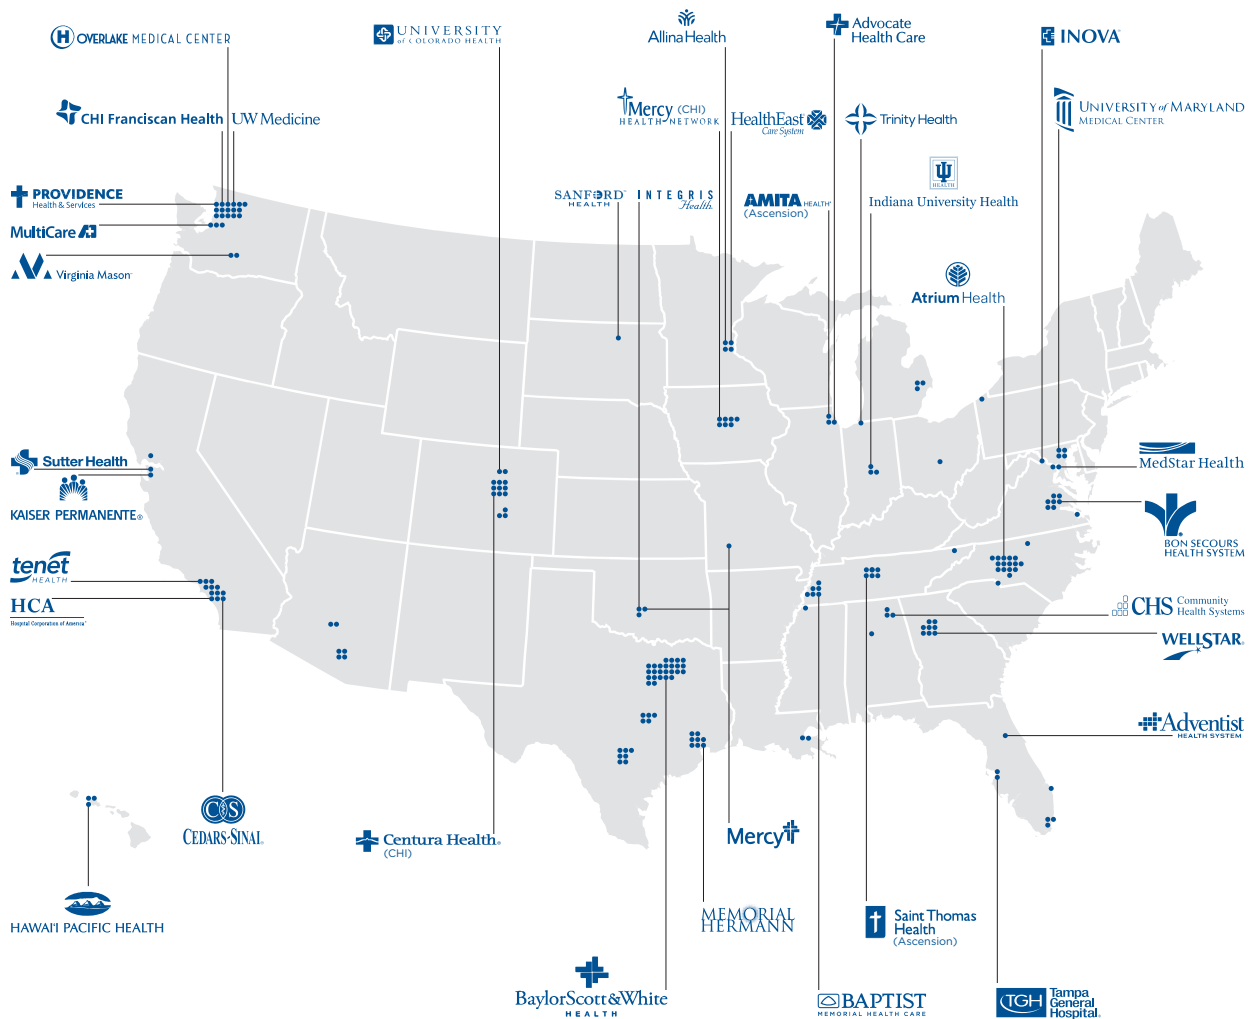 OVERLAKE MEDICAL CENTER
UNIVERSITY
of COLORADO HEALTH
Allina Health
Advocate
Health Care
INOVA
CHI Franciscan Health
UW Medicine
Mercy (CHI)
HEALTH NETWORK
HealthEast
Care System
Trinity Health
UNIVERSITY of MARYLAND
MEDICAL CENTER
PROVIDENCE
Health & Services
SANFORD
HEALTH
INTEGRIS
Health
AMITA HEALTH
(Ascension)
HEALTH
Indiana University Health
MultiCare
Virginia Mason
Atrium Health
Sutter Health
MedStar Health
KAISER PERMANENTE®
BON SECOURS
HEALTH SYSTEM
tenet
HEALTH
HCA
Hospital Corporation of America
CHS Community
Health Systems
WELLSTAR
Adventist
HEALTH SYSTEM
CS
CEDARS-SINAI
Centura Health
(CHI)
Mercy
HAWAI'I PACIFIC HEALTH
MEMORIAL
HERMANN
Saint Thomas
Health
(Ascension)
BaylorScott&White
HEALTH
BAPTIST
MEMORIAL HEALTH CARE
TGH
Tampa
General
Hospital